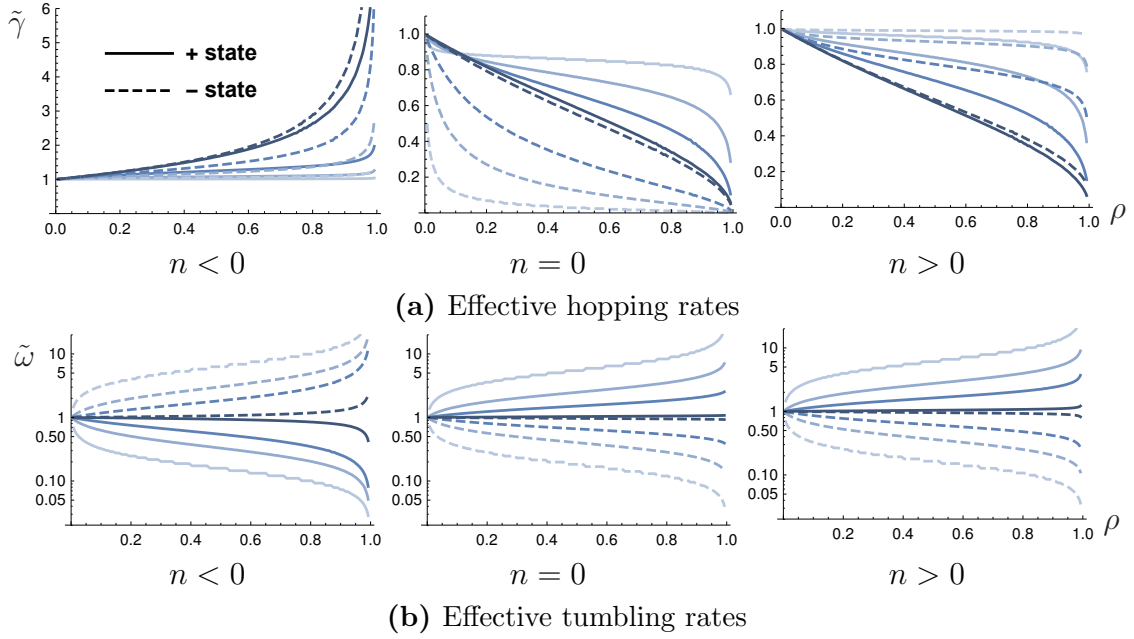 γ̃
6
5
4
3
2
1
+ state
− state
0.0 0.2 0.4 0.6 0.8 1.0
n < 0
1.0
0.8
0.6
0.4
0.2
0.0 0.2 0.4 0.6 0.8 1.0
n = 0
1.0
0.8
0.6
0.4
0.2
0.0 0.2 0.4 0.6 0.8 1.0 ρ
n > 0
(a) Effective hopping rates
ω̃
10
5
1
0.50
0.10
0.05
0.2 0.4 0.6 0.8 1.0
n < 0
10
5
1
0.50
0.10
0.05
0.2 0.4 0.6 0.8 1.0
n = 0
10
5
1
0.50
0.10
0.05
0.2 0.4 0.6 0.8 1.0 ρ
n > 0
(b) Effective tumbling rates